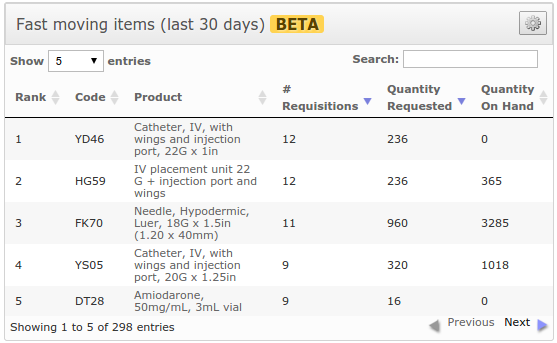 Fast moving items (last 30 days) BETA
Show 5 entries Search:
Rank Code Product # Requisitions Quantity Requested Quantity On Hand
1 YD46 Catheter, IV, with wings and injection port, 22G x 1in 12 236 0
2 HG59 IV placement unit 22 G + injection port and wings 12 236 365
3 FK70 Needle, Hypodermic, Luer, 18G x 1.5in (1.20 x 40mm) 11 960 3285
4 YS05 Catheter, IV, with wings and injection port, 20G x 1.25in 9 320 1018
5 DT28 Amiodarone, 50mg/mL, 3mL vial 9 16 0
Showing 1 to 5 of 298 entries Previous Next